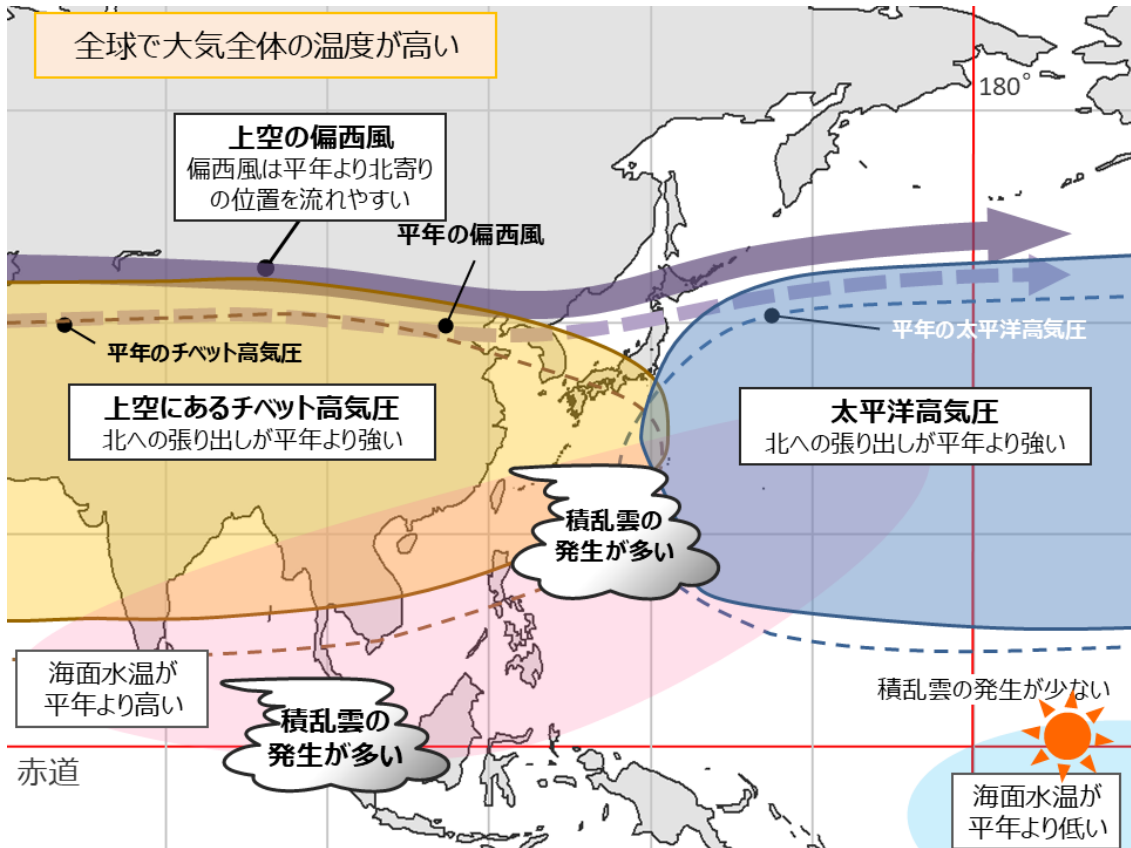 全球で大気全体の温度が高い
180°
上空の偏西風
偏西風は平年より北寄り
の位置を流れやすい
平年の偏西風
平年のチベット高気圧
平年の太平洋高気圧
上空にあるチベット高気圧
北への張り出しが平年より強い
太平洋高気圧
北への張り出しが平年より強い
積乱雲の
発生が多い
海面水温が
平年より高い
積乱雲の発生が少ない
積乱雲の
発生が多い
赤道
海面水温が
平年より低い